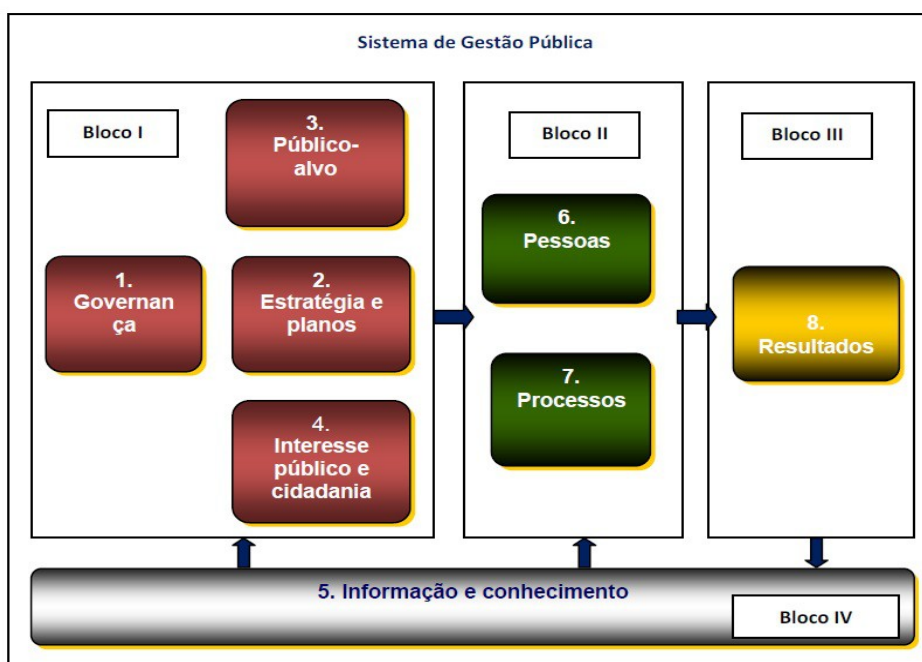 Sistema de Gestão Pública
Bloco I
3.
Público-
alvo
1.
Governan
ça
2.
Estratégia e
planos
4.
Interesse
público e
cidadania
Bloco II
6.
Pessoas
7.
Processos
Bloco III
8.
Resultados
5. Informação e conhecimento
Bloco IV